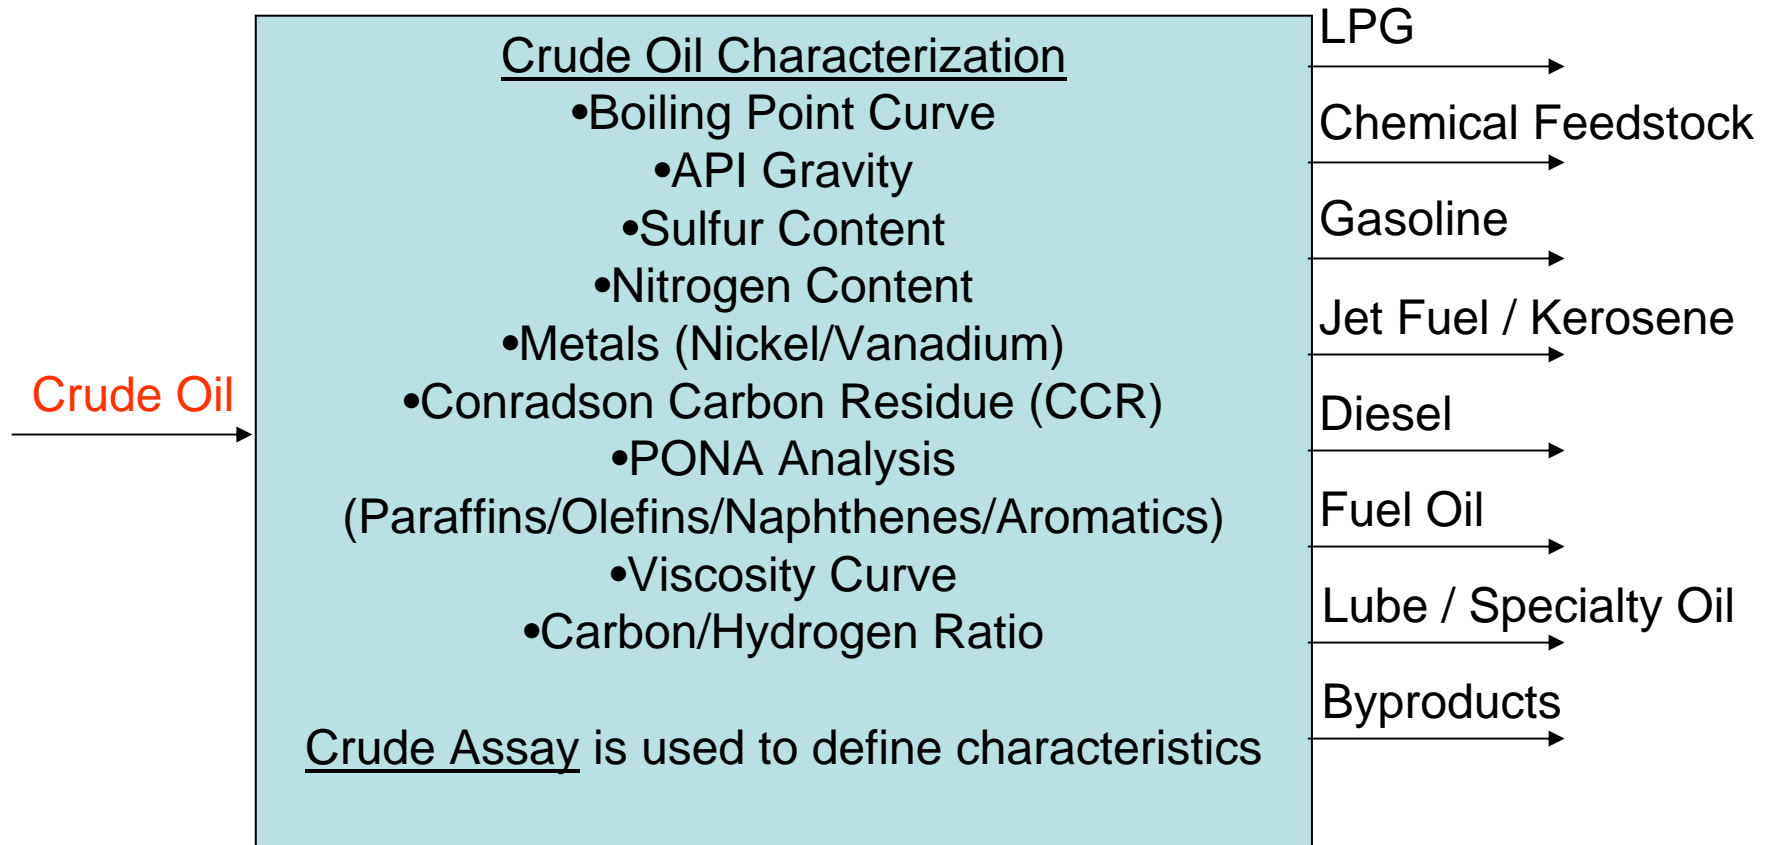 Crude Oil Characterization
•Boiling Point Curve
•API Gravity
•Sulfur Content
•Nitrogen Content
•Metals (Nickel/Vanadium)
•Conradson Carbon Residue (CCR)
•PONA Analysis
(Paraffins/Olefins/Naphthenes/Aromatics)
•Viscosity Curve
•Carbon/Hydrogen Ratio
Crude Assay is used to define characteristics
Crude Oil
LPG
Chemical Feedstock
Gasoline
Jet Fuel / Kerosene
Diesel
Fuel Oil
Lube / Specialty Oil
Byproducts